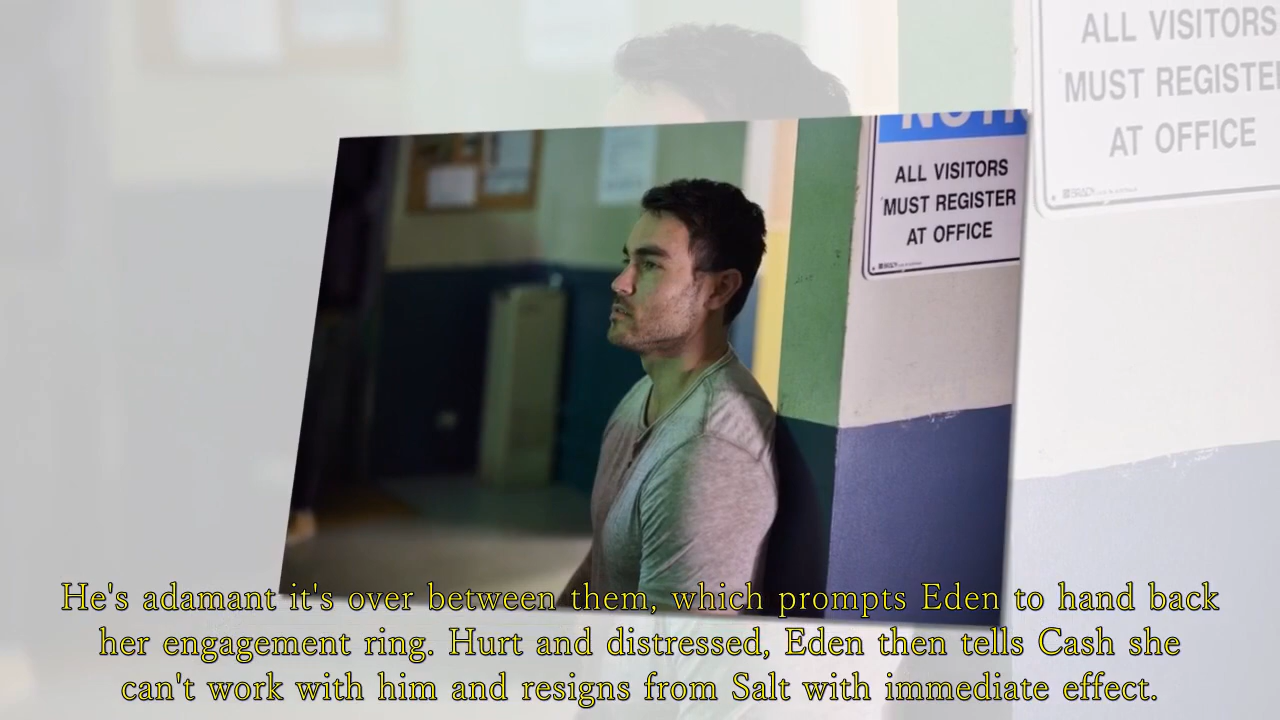 ALL VISITORS
MUST REGISTER
AT OFFICE
ALL VISITORS
MUST REGISTER
AT OFFICE
BRADY
He's adamant it's over between them, which prompts Eden to hand back
her engagement ring. Hurt and distressed, Eden then tells Cash she
can't work with him and resigns from Salt with immediate effect.